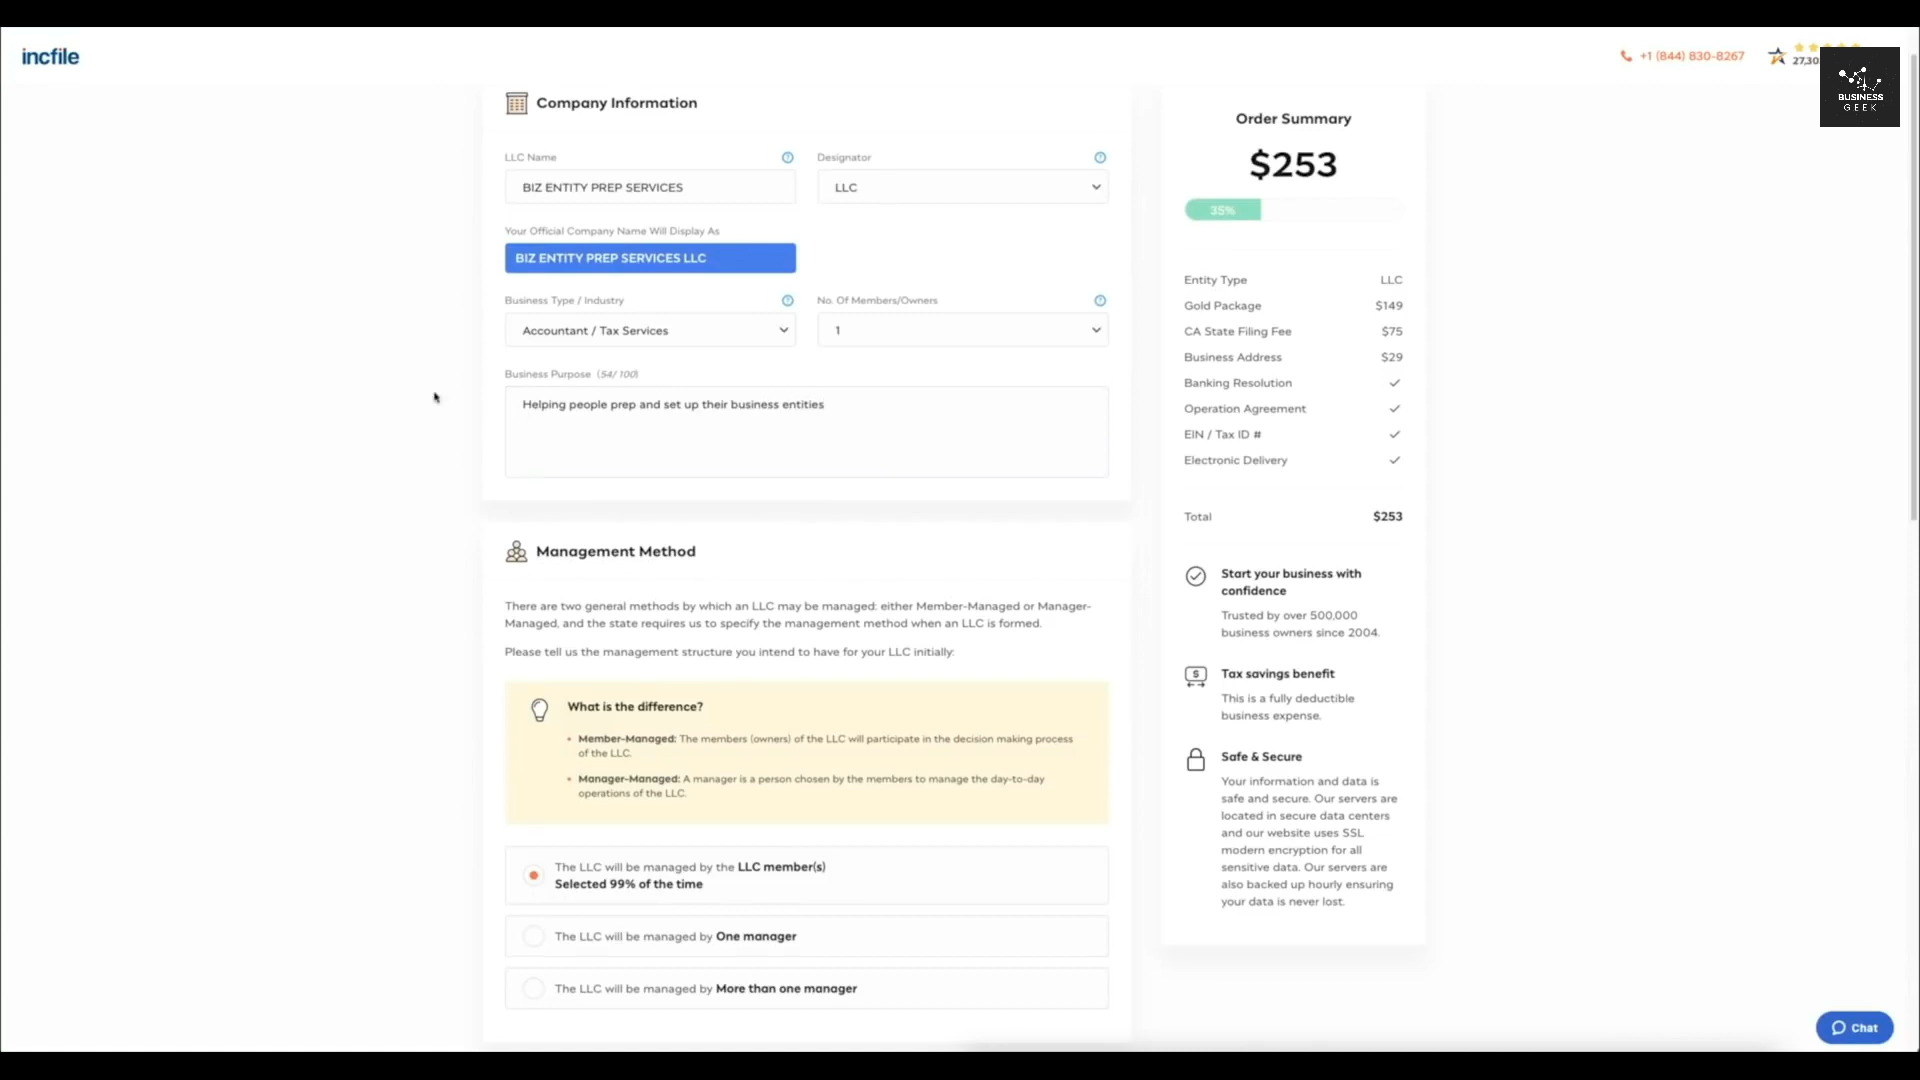 incfile
+1 (844) 830-8267
27,30
BUSINESS
GEEK
Company Information
LLC Name
Designator
BIZ ENTITY PREP SERVICES
LLC
Your Official Company Name Will Display As
BIZ ENTITY PREP SERVICES LLC
Business Type / Industry
No. Of Members/Owners
Accountant / Tax Services
1
Business Purpose (54/ 100)
Helping people prep and set up their business entities
Management Method
There are two general methods by which an LLC may be managed: either Member-Managed or Manager-
Managed, and the state requires us to specify the management method when an LLC is formed.
Please tell us the management structure you intend to have for your LLC initially:
What is the difference?
• Member-Managed: The members (owners) of the LLC will participate in the decision making process
of the LLC.
• Manager-Managed: A manager is a person chosen by the members to manage the day-to-day
operations of the LLC.
The LLC will be managed by the LLC member(s)
Selected 99% of the time
The LLC will be managed by One manager
The LLC will be managed by More than one manager
Order Summary
$253
35%
Entity Type LLC
Gold Package $149
CA State Filing Fee $75
Business Address $29
Banking Resolution ✓
Operation Agreement ✓
EIN / Tax ID # ✓
Electronic Delivery ✓
Total $253
Start your business with
confidence
Trusted by over 500,000
business owners since 2004.
Tax savings benefit
This is a fully deductible
business expense.
Safe & Secure
Your information and data is
safe and secure. Our servers are
located in secure data centers
and our website uses SSL
modern encryption for all
sensitive data. Our servers are
also backed up hourly ensuring
your data is never lost.
Chat